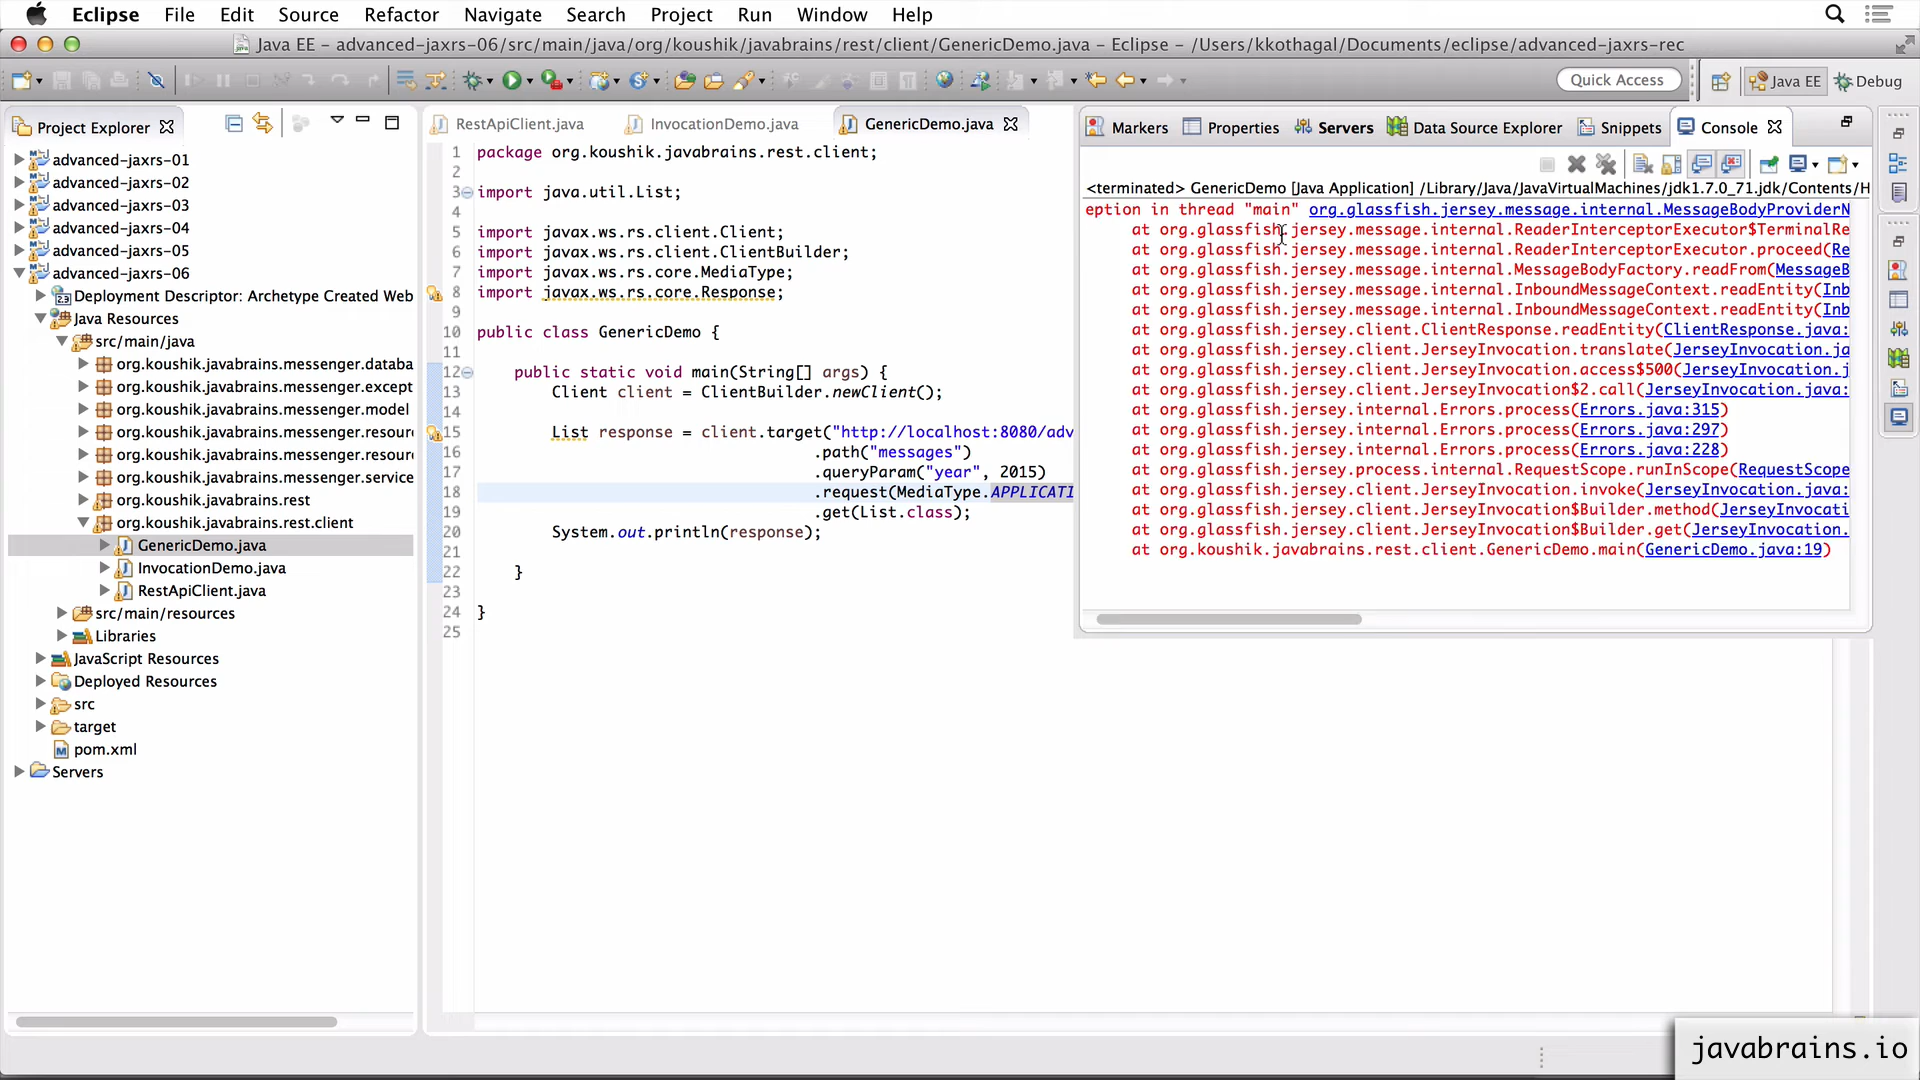 Eclipse File Edit Source Refactor Navigate Search Project Run Window Help
Java EE – advanced-jaxrs-06/src/main/java/org/koushik/javabrains/rest/client/GenericDemo.java – Eclipse – /Users/kkothagal/Documents/eclipse/advanced-jaxrs-rec
Quick Access Java EE Debug
Project Explorer
advanced-jaxrs-01
advanced-jaxrs-02
advanced-jaxrs-03
advanced-jaxrs-04
advanced-jaxrs-05
advanced-jaxrs-06
Deployment Descriptor: Archetype Created Web
Java Resources
src/main/java
org.koushik.javabrains.messenger.databa
org.koushik.javabrains.messenger.except
org.koushik.javabrains.messenger.model
org.koushik.javabrains.messenger.resour
org.koushik.javabrains.messenger.resour
org.koushik.javabrains.messenger.service
org.koushik.javabrains.rest
org.koushik.javabrains.rest.client
GenericDemo.java
InvocationDemo.java
RestApiClient.java
src/main/resources
Libraries
JavaScript Resources
Deployed Resources
src
target
pom.xml
Servers
RestApiClient.java InvocationDemo.java GenericDemo.java
1 package org.koushik.javabrains.rest.client;
2
3 import java.util.List;
4
5 import javax.ws.rs.client.Client;
6 import javax.ws.rs.client.ClientBuilder;
7 import javax.ws.rs.core.MediaType;
8 import javax.ws.rs.core.Response;
9
10 public class GenericDemo {
11
12 public static void main(String[] args) {
13 Client client = ClientBuilder.newClient();
14
15 List response = client.target("http://localhost:8080/adv
16 .path("messages")
17 .queryParam("year", 2015)
18 .request(MediaType.APPLICATI
19 .get(List.class);
20 System.out.println(response);
21
22 }
23
24 }
25
Markers Properties Servers Data Source Explorer Snippets Console
<terminated> GenericDemo [Java Application] /Library/Java/JavaVirtualMachines/jdk1.7.0_71.jdk/Contents/H
eption in thread "main" org.glassfish.jersey.message.internal.MessageBodyProviderN
at org.glassfish.jersey.message.internal.ReaderInterceptorExecutor$TerminalRe
at org.glassfish.jersey.message.internal.ReaderInterceptorExecutor.proceed(Re
at org.glassfish.jersey.message.internal.MessageBodyFactory.readFrom(MessageB
at org.glassfish.jersey.message.internal.InboundMessageContext.readEntity(Inb
at org.glassfish.jersey.message.internal.InboundMessageContext.readEntity(Inb
at org.glassfish.jersey.client.ClientResponse.readEntity(ClientResponse.java:
at org.glassfish.jersey.client.JerseyInvocation.translate(JerseyInvocation.ja
at org.glassfish.jersey.client.JerseyInvocation.access$500(JerseyInvocation.j
at org.glassfish.jersey.client.JerseyInvocation$2.call(JerseyInvocation.java:
at org.glassfish.jersey.internal.Errors.process(Errors.java:315)
at org.glassfish.jersey.internal.Errors.process(Errors.java:297)
at org.glassfish.jersey.internal.Errors.process(Errors.java:228)
at org.glassfish.jersey.process.internal.RequestScope.runInScope(RequestScope
at org.glassfish.jersey.client.JerseyInvocation.invoke(JerseyInvocation.java:
at org.glassfish.jersey.client.JerseyInvocation$Builder.method(JerseyInvocati
at org.glassfish.jersey.client.JerseyInvocation$Builder.get(JerseyInvocation.
at org.koushik.javabrains.rest.client.GenericDemo.main(GenericDemo.java:19)
javabrains.io